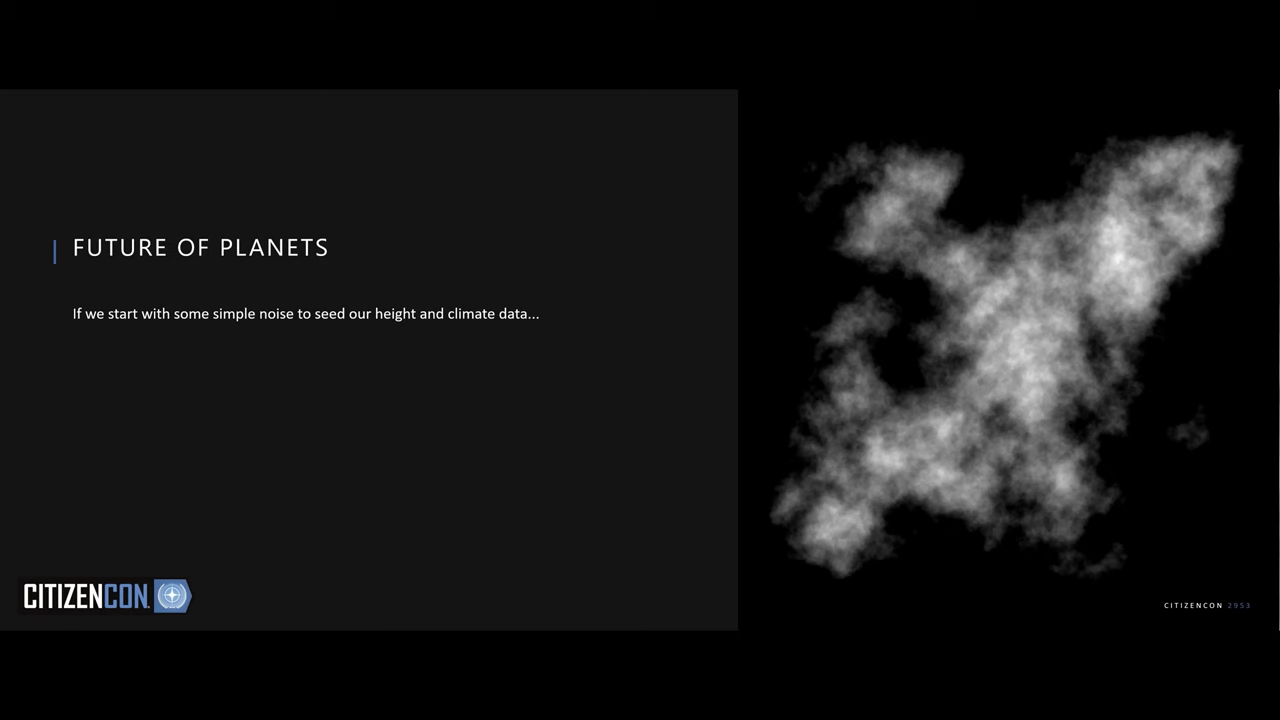 FUTURE OF PLANETS
If we start with some simple noise to seed our height and climate data...
CITIZENCON
CITIZENCON 2953